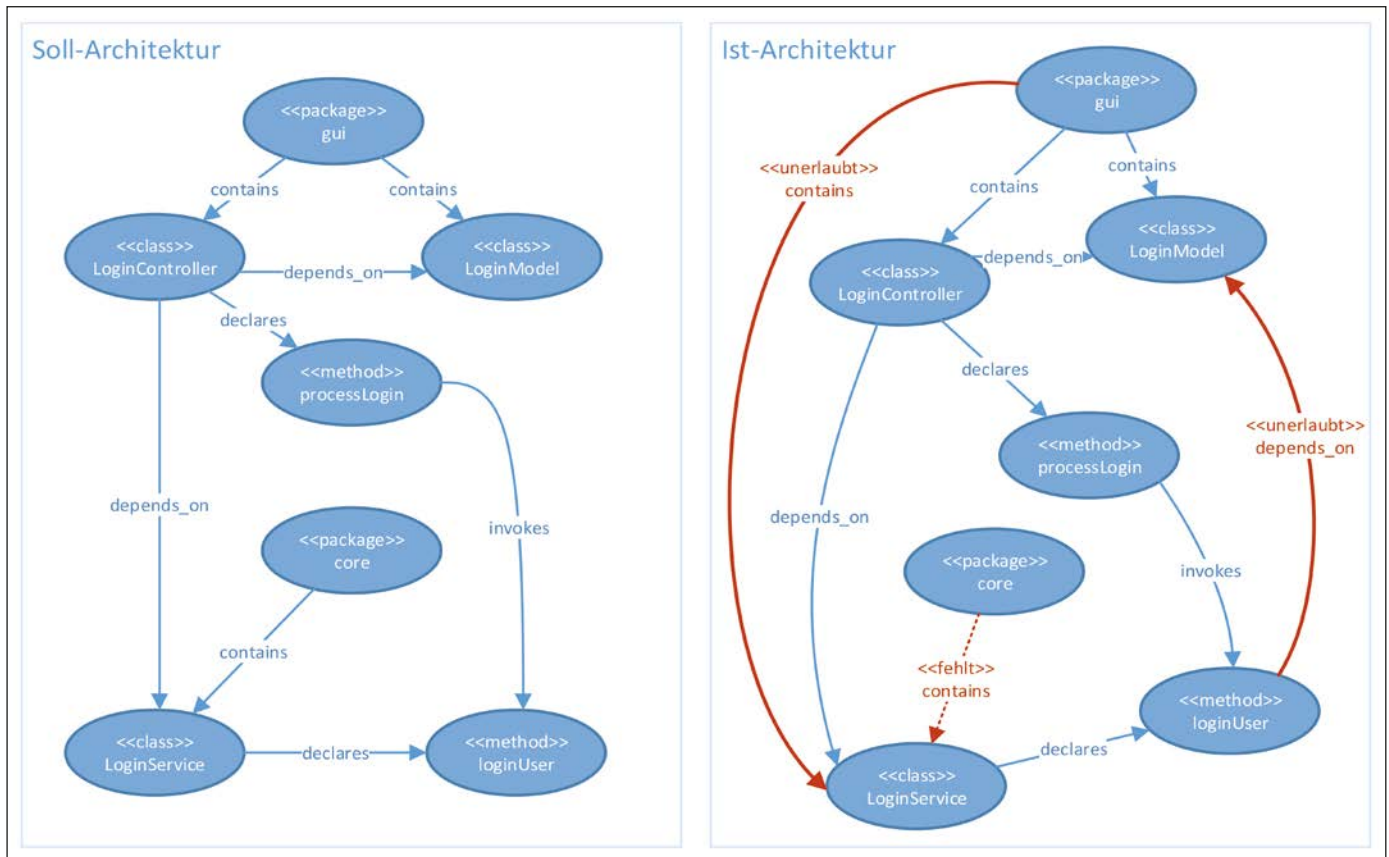 Soll-Architektur
<<package>>
gui
contains
contains
<<class>>
LoginController
depends_on
<<class>>
LoginModel
declares
<<method>>
processLogin
depends_on
invokes
<<package>>
core
contains
<<class>>
LoginService
declares
<<method>>
loginUser
Ist-Architektur
<<package>>
gui
<<unerlaubt>>
contains
contains
contains
<<class>>
LoginModel
depends_on
<<class>>
LoginController
declares
<<unerlaubt>>
depends_on
<<method>>
processLogin
depends_on
<<package>>
core
invokes
<<fehlt>>
contains
<<method>>
loginUser
declares
<<class>>
LoginService